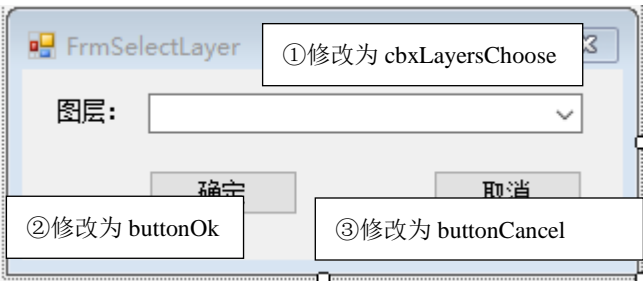 FrmSelectLayer
①修改为 cbxLayersChoose
图层：
确定
取消
②修改为 buttonOk
③修改为 buttonCancel